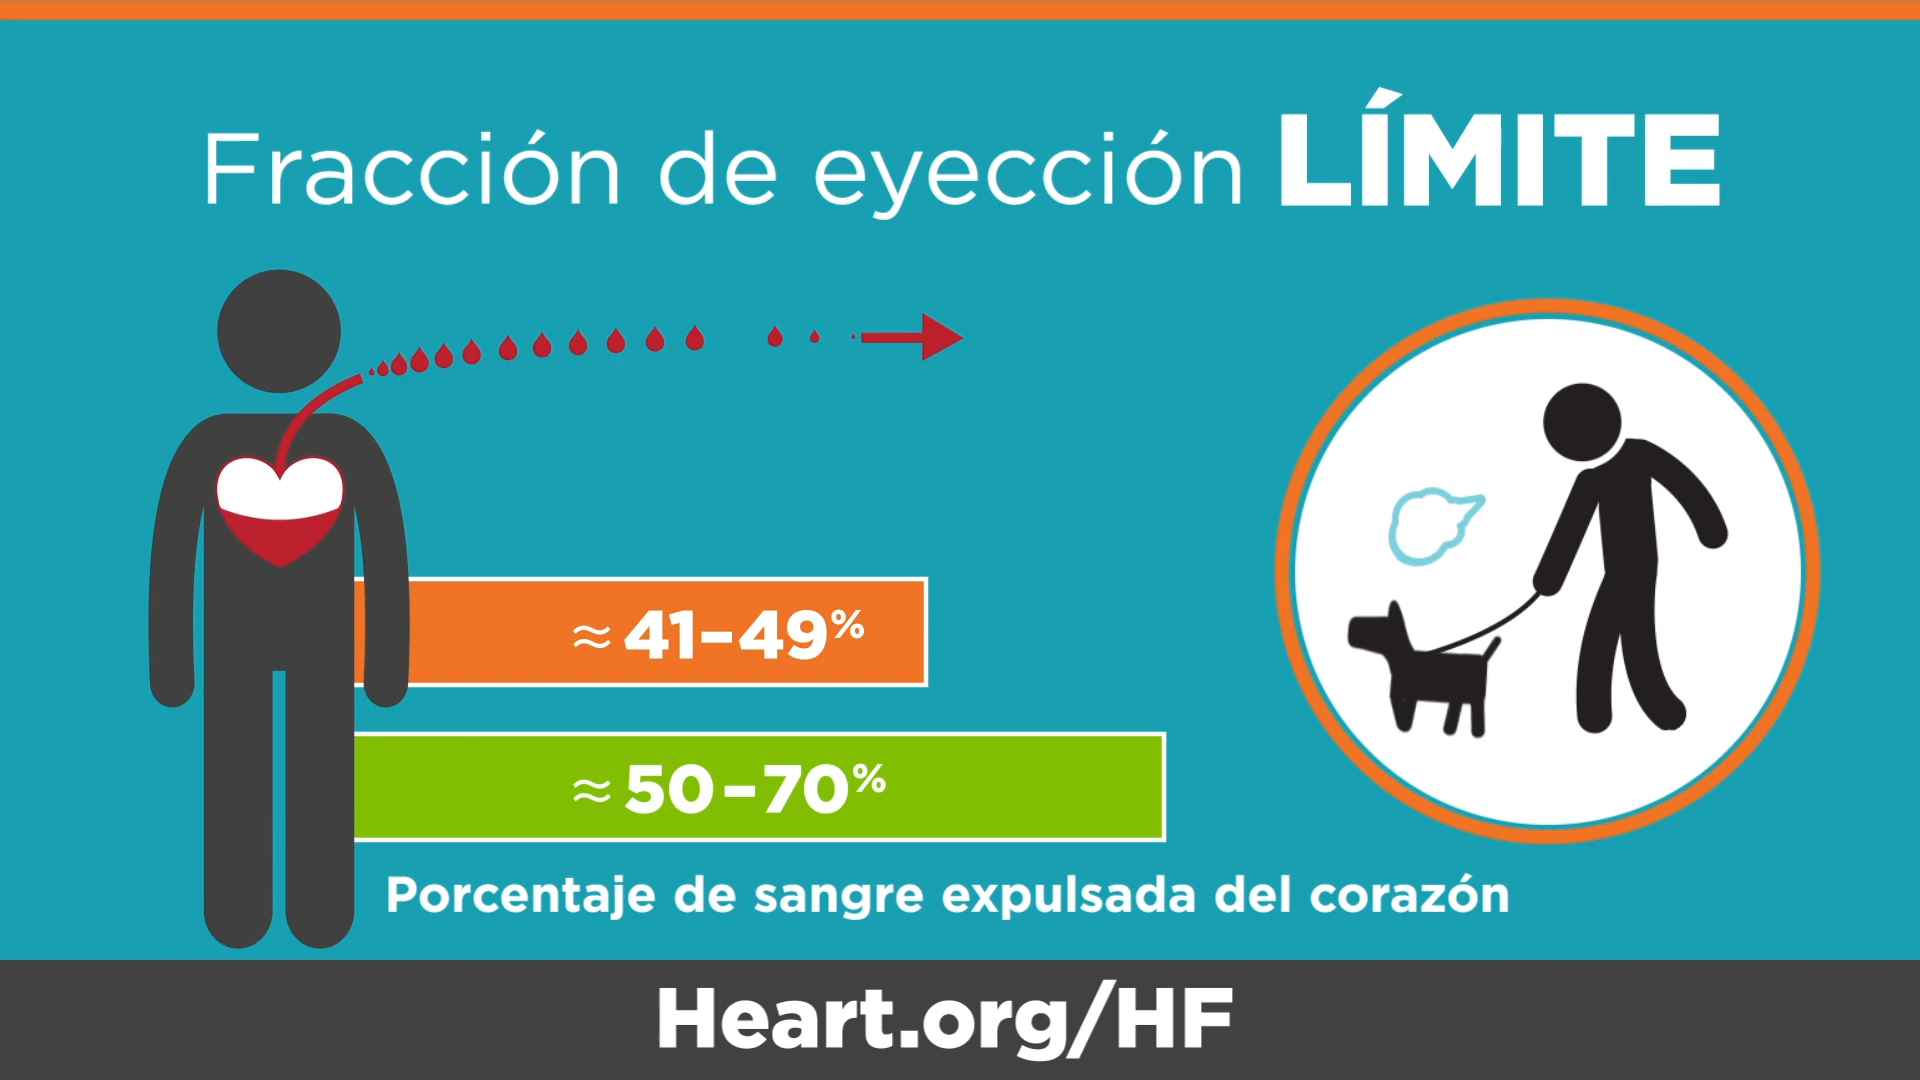 Fracción de eyección LÍMITE
≈ 41–49%
≈ 50–70%
Porcentaje de sangre expulsada del corazón
Heart.org/HF